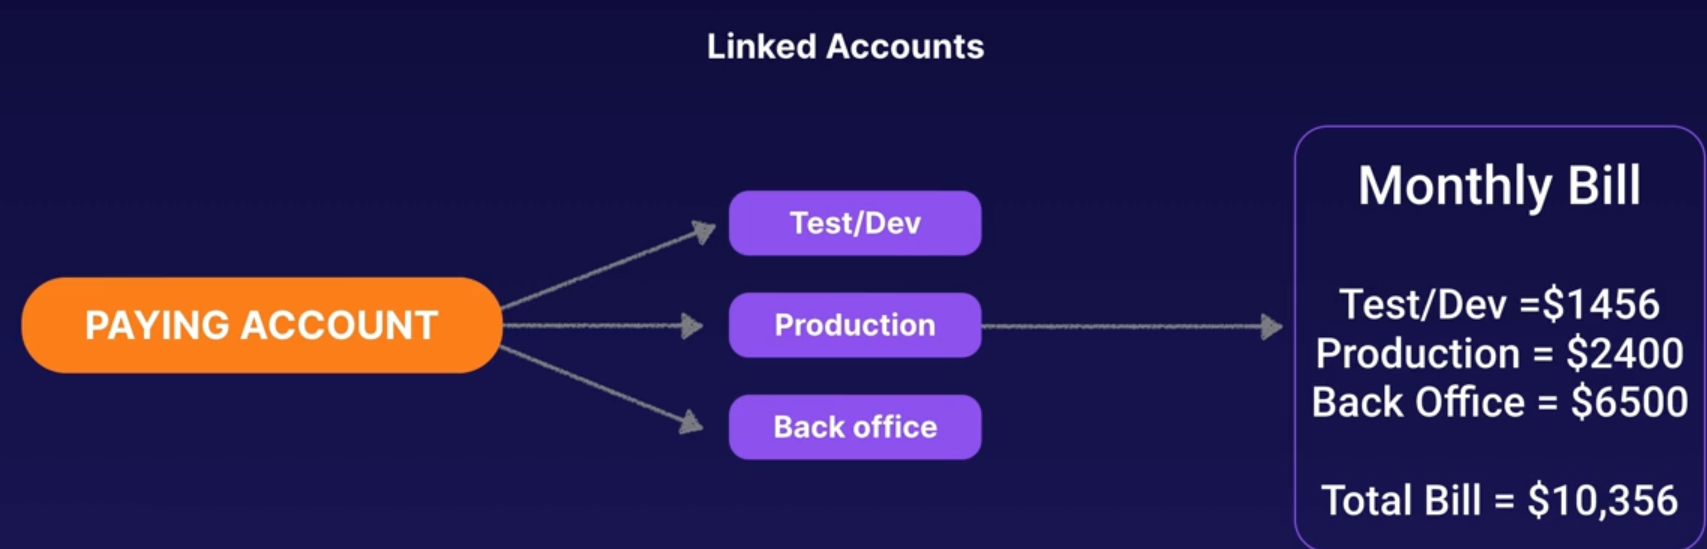 Linked Accounts
PAYING ACCOUNT
Test/Dev
Production
Back office
Monthly Bill
Test/Dev =$1456
Production = $2400
Back Office = $6500
Total Bill = $10,356